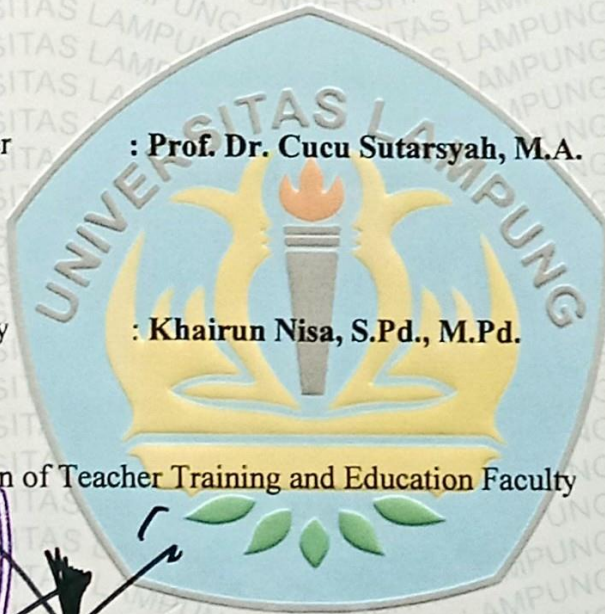 UNIVERSITAS LAMPUNG
r : Prof. Dr. Cucu Sutarsyah, M.A.
y : Khairun Nisa, S.Pd., M.Pd.
n of Teacher Training and Education Faculty